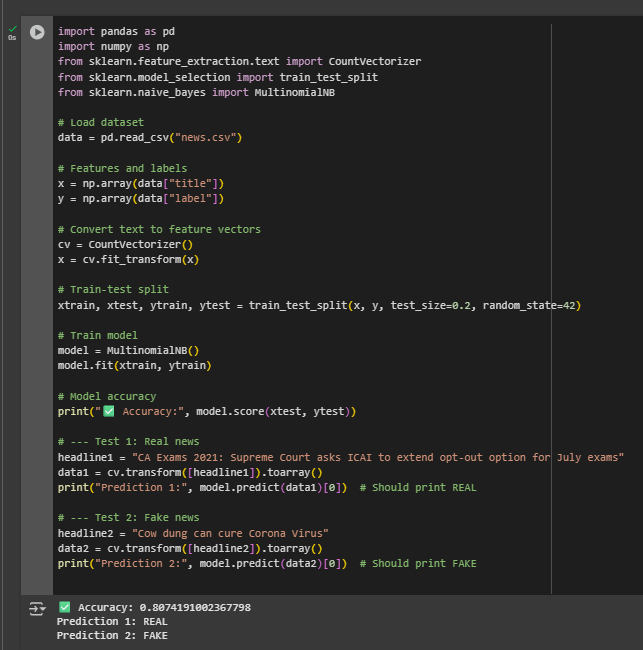 0s
import pandas as pd
import numpy as np
from sklearn.feature_extraction.text import CountVectorizer
from sklearn.model_selection import train_test_split
from sklearn.naive_bayes import MultinomialNB
# Load dataset
data = pd.read_csv("news.csv")
# Features and labels
x = np.array(data["title"])
y = np.array(data["label"])
# Convert text to feature vectors
cv = CountVectorizer()
x = cv.fit_transform(x)
# Train-test split
xtrain, xtest, ytrain, ytest = train_test_split(x, y, test_size=0.2, random_state=42)
# Train model
model = MultinomialNB()
model.fit(xtrain, ytrain)
# Model accuracy
print("✅ Accuracy:", model.score(xtest, ytest))
# --- Test 1: Real news
headline1 = "CA Exams 2021: Supreme Court asks ICAI to extend opt-out option for July exams"
data1 = cv.transform([headline1]).toarray()
print("Prediction 1:", model.predict(data1)[0])  # Should print REAL
# --- Test 2: Fake news
headline2 = "Cow dung can cure Corona Virus"
data2 = cv.transform([headline2]).toarray()
print("Prediction 2:", model.predict(data2)[0])  # Should print FAKE
✅ Accuracy: 0.8074191002367798
Prediction 1: REAL
Prediction 2: FAKE